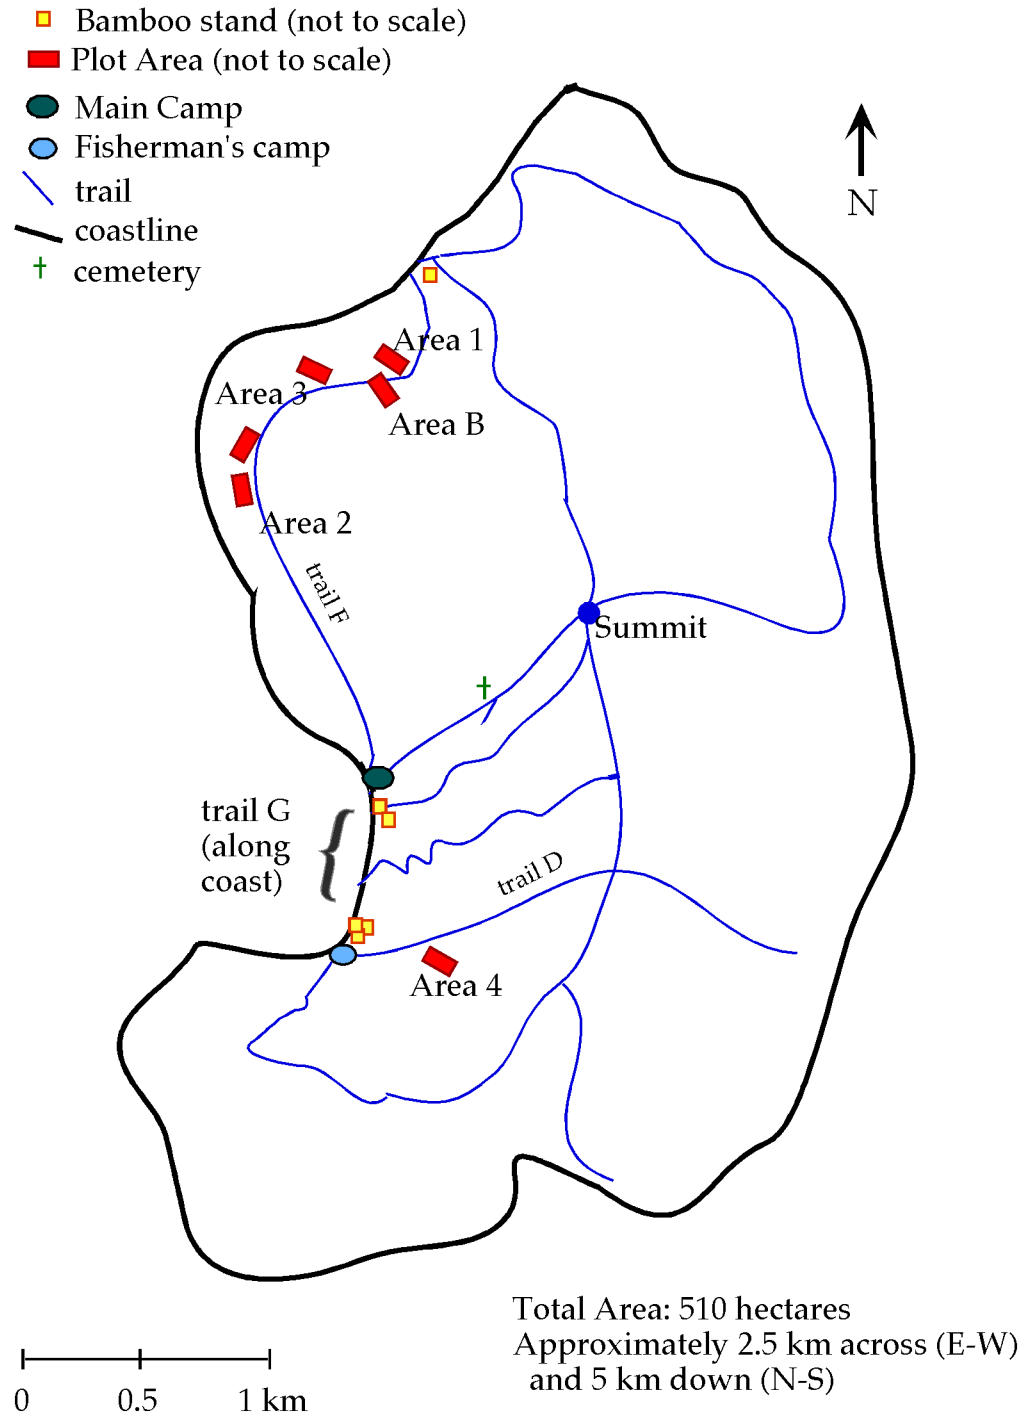 Bamboo stand (not to scale)
Plot Area (not to scale)
Main Camp
Fisherman's camp
trail
coastline
cemetery
N
Area 1
Area 3
Area B
Area 2
trail F
Summit
trail G
(along
coast)
trail D
Area 4
Total Area: 510 hectares
Approximately 2.5 km across (E-W)
and 5 km down (N-S)
0 0.5 1 km